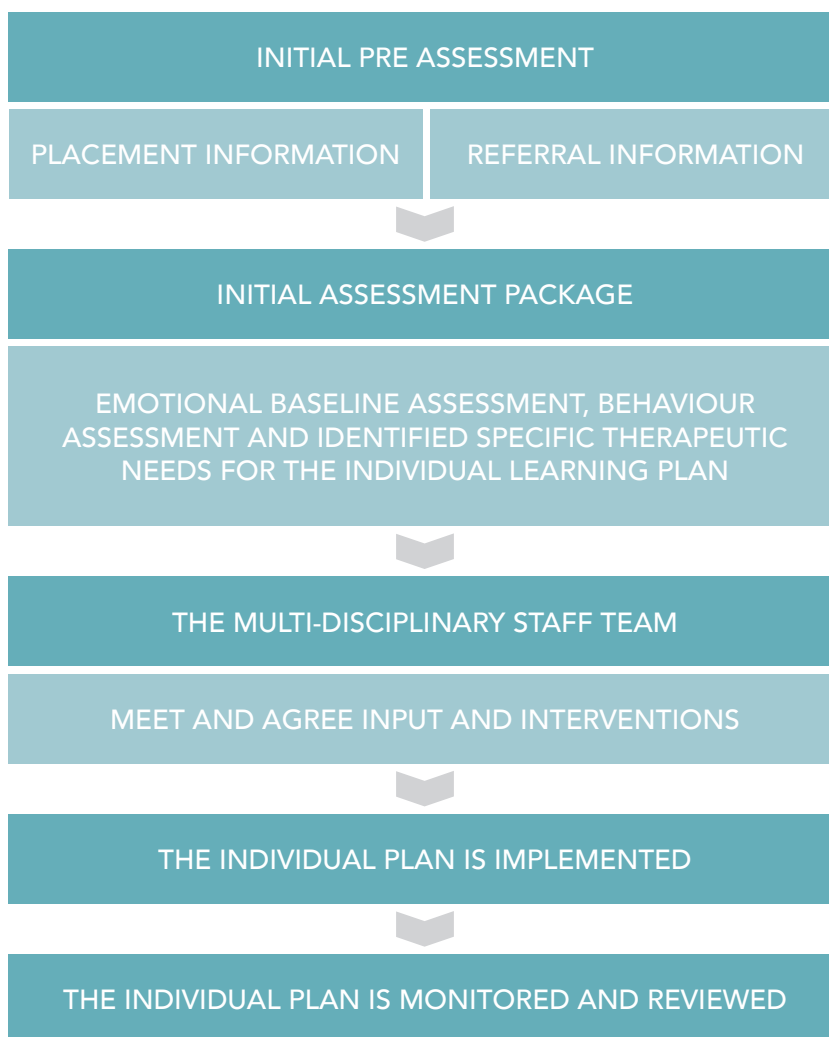 INITIAL PRE ASSESSMENT
PLACEMENT INFORMATION
REFERRAL INFORMATION
INITIAL ASSESSMENT PACKAGE
EMOTIONAL BASELINE ASSESSMENT, BEHAVIOUR
ASSESSMENT AND IDENTIFIED SPECIFIC THERAPEUTIC
NEEDS FOR THE INDIVIDUAL LEARNING PLAN
THE MULTI-DISCIPLINARY STAFF TEAM
MEET AND AGREE INPUT AND INTERVENTIONS
THE INDIVIDUAL PLAN IS IMPLEMENTED
THE INDIVIDUAL PLAN IS MONITORED AND REVIEWED